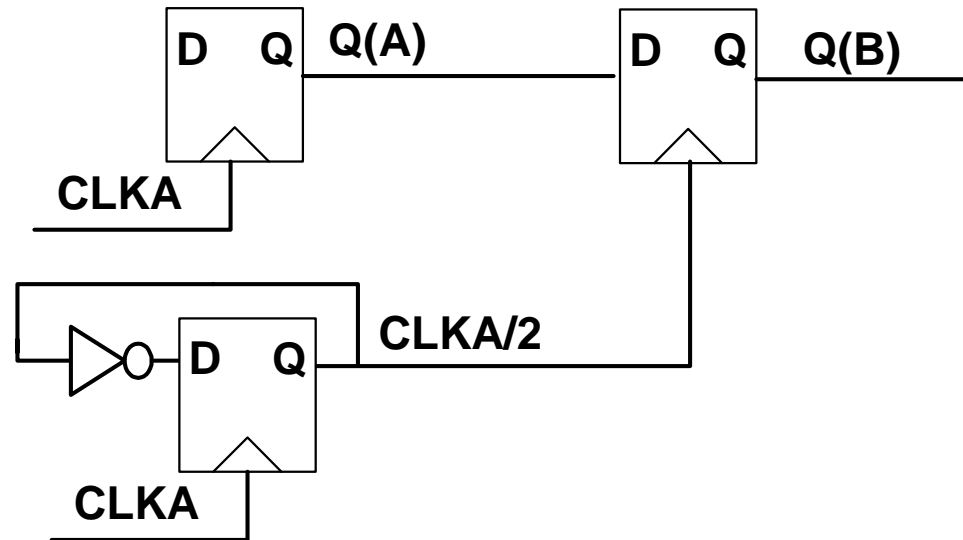 D Q Q(A) D Q Q(B)
CLKA
CLKA/2
D Q
CLKA